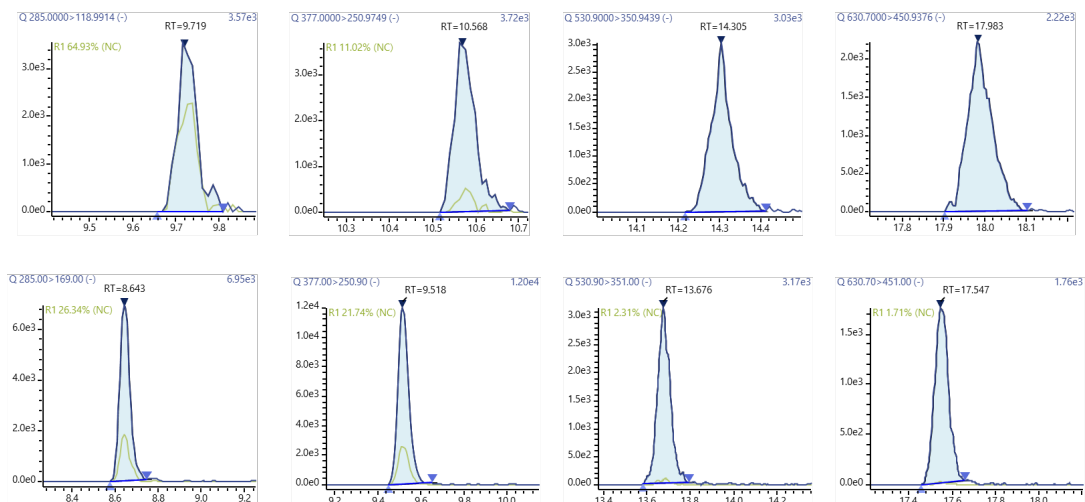 Q 285.0000>118.9914 (-) 3.57e3
RT=9.719
R1 64.93% (NC)
3.0e3
2.0e3
1.0e3
0.0e0
9.5 9.6 9.7 9.8
Q 377.0000>250.9749 (-) 3.72e3
RT=10.568
R1 11.02% (NC)
3.0e3
2.0e3
1.0e3
0.0e0
10.3 10.4 10.5 10.6 10.7
Q 530.9000>350.9439 (-) 3.03e3
RT=14.305
3.0e3
2.5e3
2.0e3
1.5e3
1.0e3
5.0e2
0.0e0
14.1 14.2 14.3 14.4
Q 630.7000>450.9376 (-) 2.22e3
RT=17.983
2.0e3
1.5e3
1.0e3
5.0e2
0.0e0
17.8 17.9 18.0 18.1
Q 285.00>169.00 (-) 6.95e3
RT=8.643
R1 26.34% (NC)
6.0e3
4.0e3
2.0e3
0.0e0
8.4 8.6 8.8 9.0 9.2
Q 377.00>250.90 (-) 1.20e4
RT=9.518
R1 21.74% (NC)
1.2e4
1.0e4
8.0e3
6.0e3
4.0e3
2.0e3
0.0e0
9.2 9.4 9.6 9.8 10.0
Q 530.90>351.00 (-) 3.17e3
RT=13.676
R1 2.31% (NC)
3.0e3
2.5e3
2.0e3
1.5e3
1.0e3
5.0e2
0.0e0
13.4 13.6 13.8 14.0 14.2
Q 630.70>451.00 (-) 1.76e3
RT=17.547
R1 1.71% (NC)
1.5e3
1.0e3
5.0e2
0.0e0
17.4 17.6 17.8 18.0